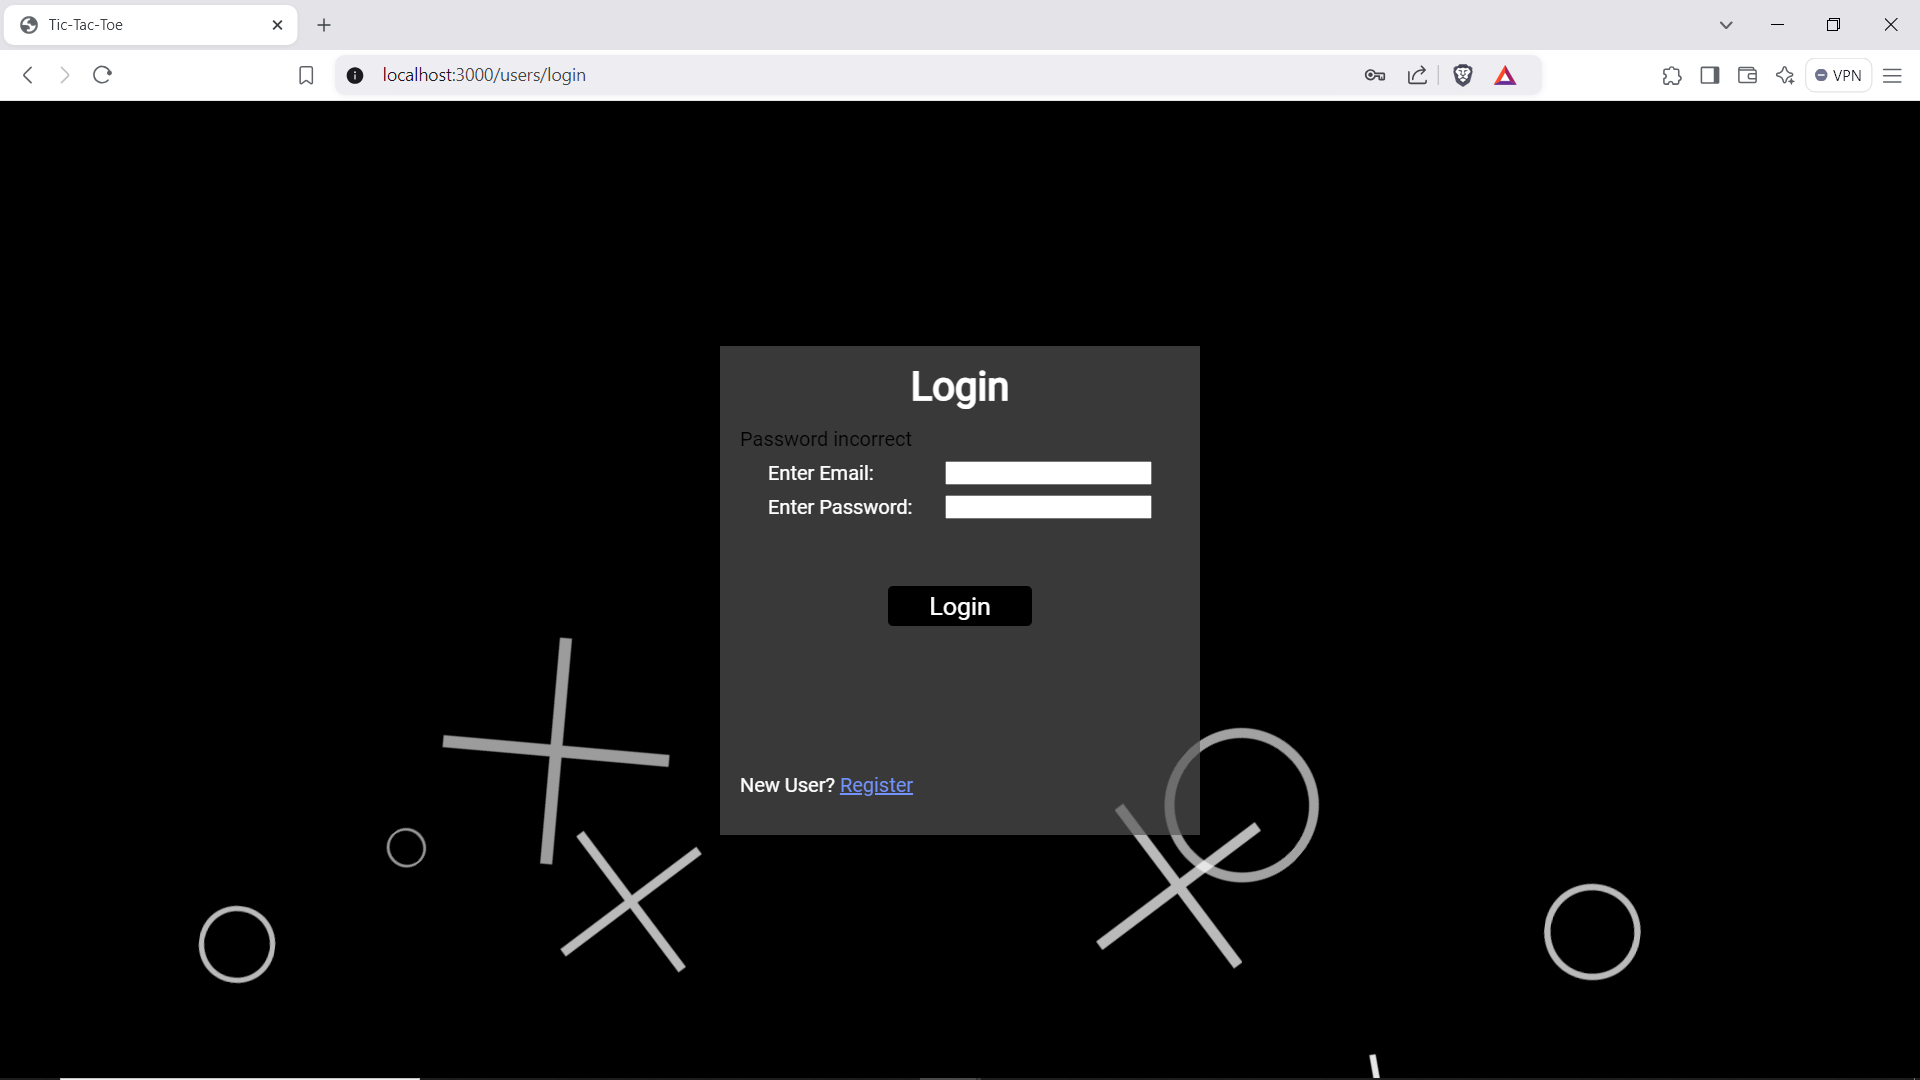 Tic-Tac-Toe
localhost:3000/users/login
VPN
Login
Password incorrect
Enter Email:
Enter Password:
Login
New User? Register